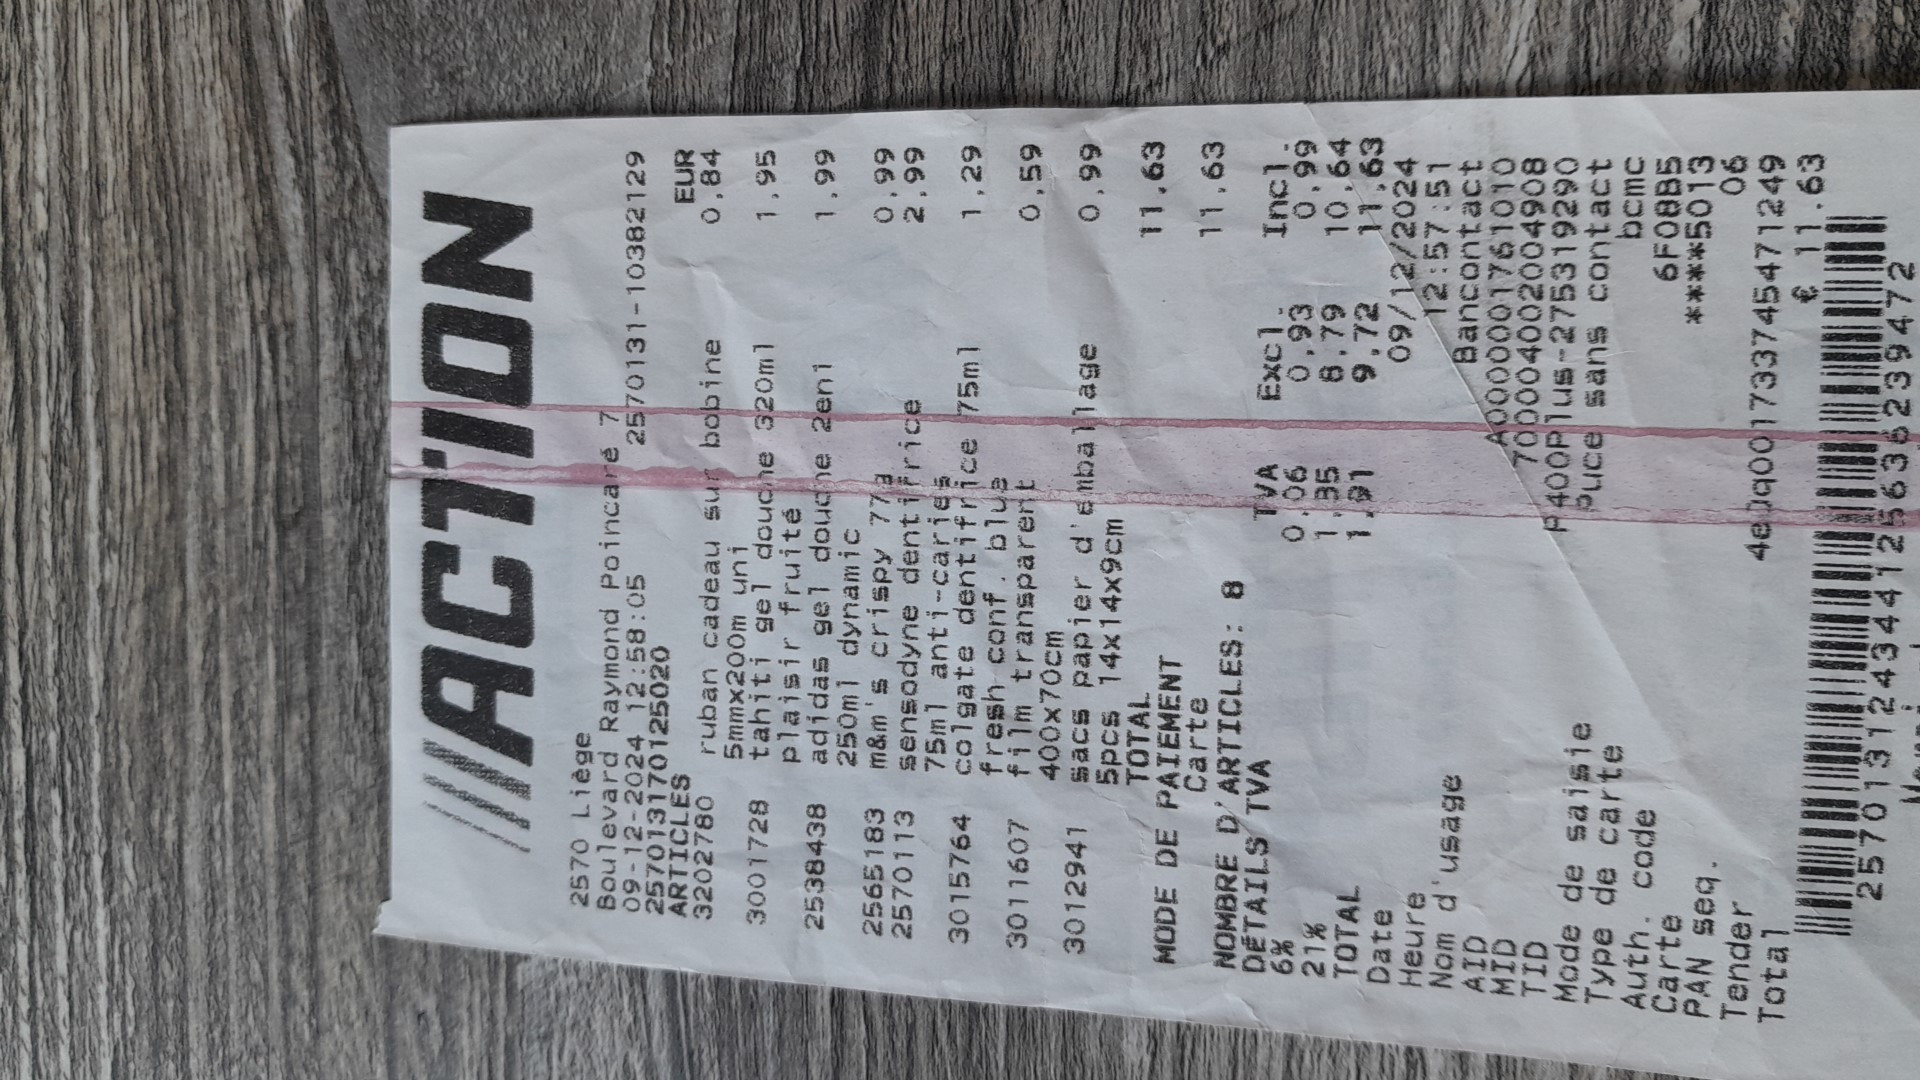 ACTION
2570 Liège
Boulevard Raymond Poincaré 7
09-12-2024 12:58:05 2570131-10382129
257013170125020
ARTICLES EUR
3202780 ruban cadeau sur bobine 0,84
5mmx200m uni
3001728 tahiti gel douche 320ml 1,95
plaisir fruité
2538438 adidas gel douche 2en1 1,99
250ml dynamic
2565183 m&m's crispy 77g 0,99
2570113 sensodyne dentifrice 2,99
75ml anti-caries
3015764 colgate dentifrice 75ml 1,29
fresh conf. blue
3011607 film transparent 0,59
400x70cm
3012941 sacs papier d'emballage 0,99
5pcs 14x14x9cm
TOTAL 11,63
MODE DE PAIEMENT
Carte 11,63
NOMBRE D'ARTICLES: 8
DÉTAILS TVA TVA Excl. Incl.
6% 0,06 0,93 0,99
21% 1,85 8,79 10,64
TOTAL 1,91 9,72 11,63
Date 09/12/2024
Heure 12:57:51
Nom d'usage Bancontact
AID A0000001761010
MID 70004002004908
TID P400Plus-275319290
Mode de saisie Puce sans contact
Type de carte bcmc
Auth. code 6F08B5
Carte ****5013
PAN seq. 06
Tender 4e0q001733745471249
Total € 11.63